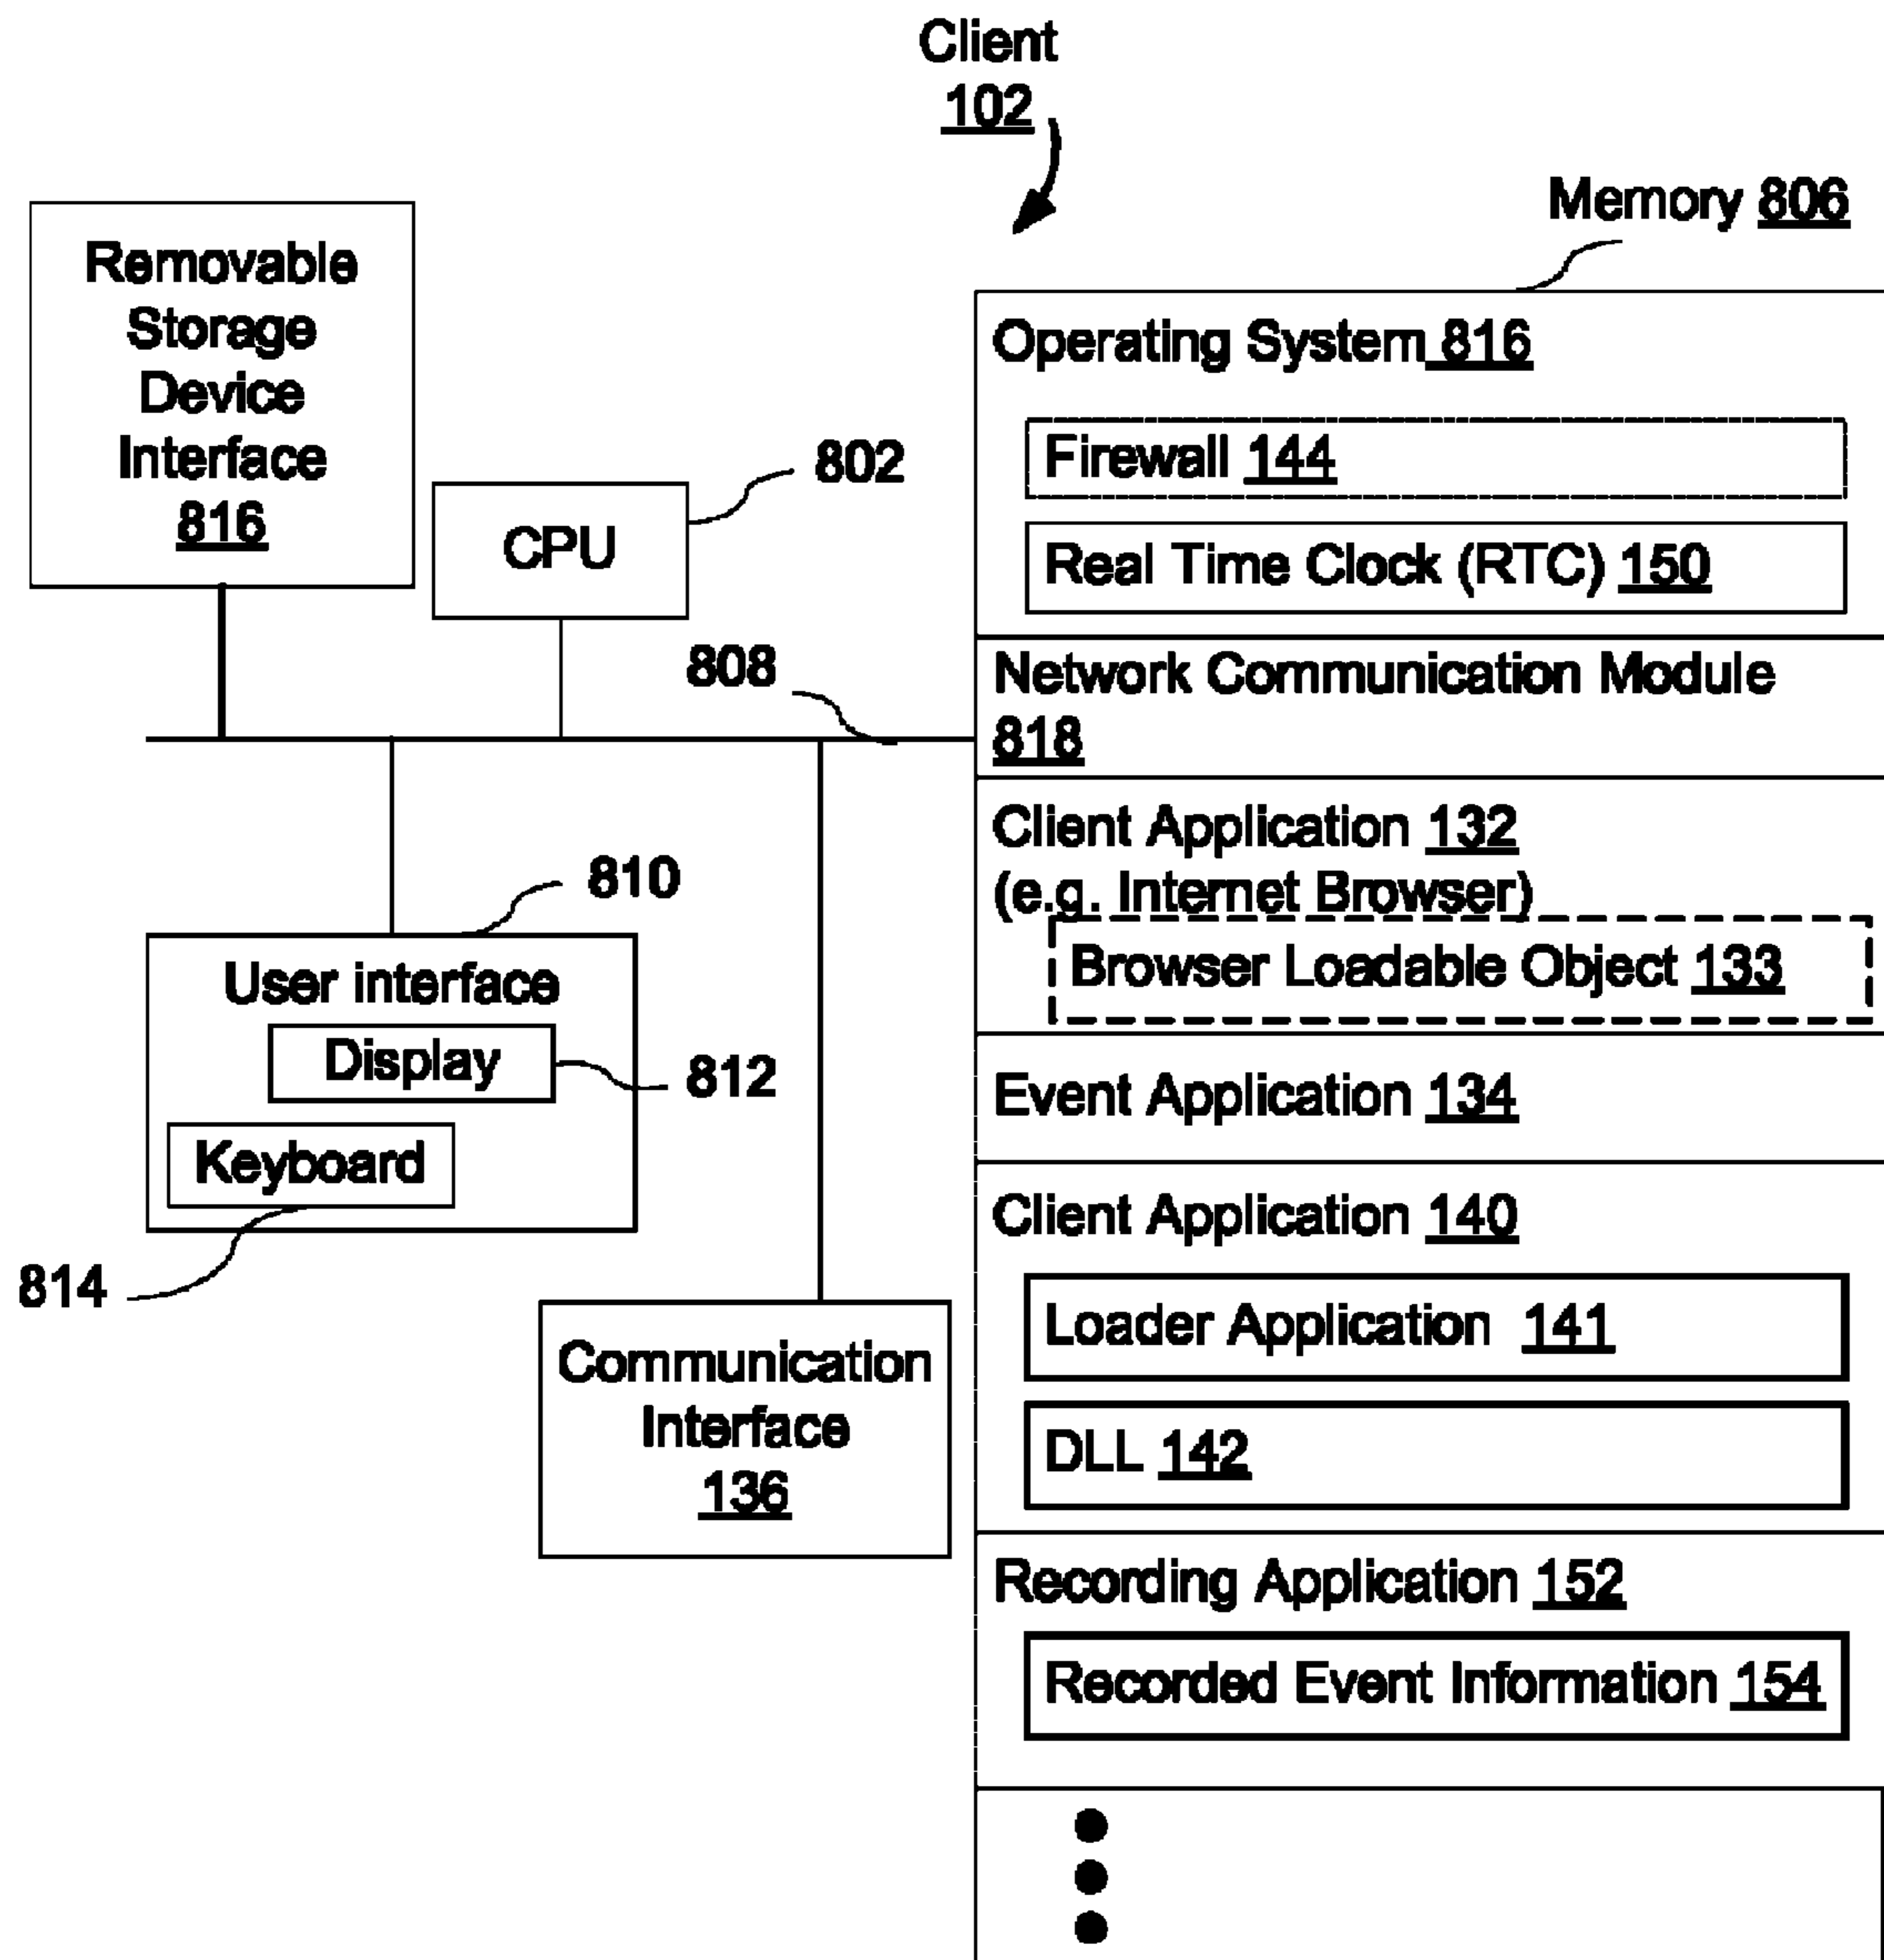 Client
102
Memory 806
Removable
Storage
Device
Interface
816
802
CPU
808
810
User interface
Display
812
Keyboard
814
Communication
Interface
136
Operating System 816
Firewall 144
Real Time Clock (RTC) 150
Network Communication Module
818
Client Application 132
(e.g. Internet Browser)
Browser Loadable Object 133
Event Application 134
Client Application 140
Loader Application 141
DLL 142
Recording Application 152
Recorded Event Information 154